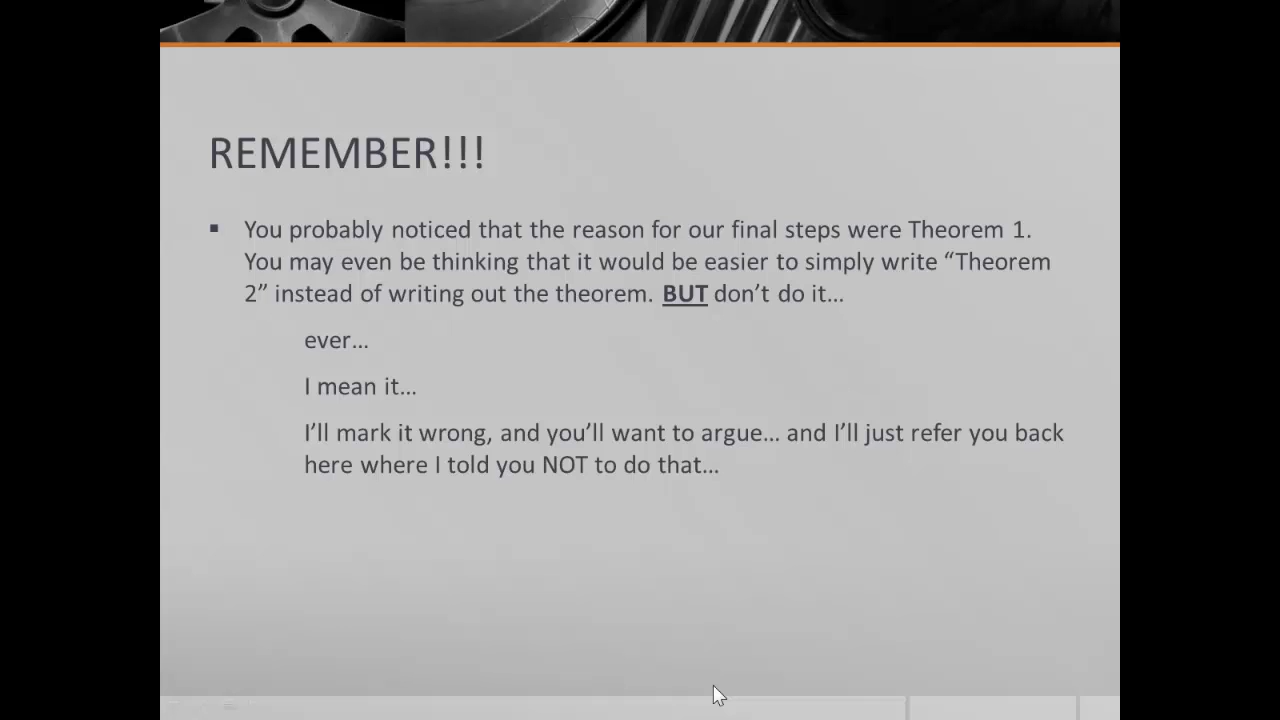 REMEMBER!!!
▪ You probably noticed that the reason for our final steps were Theorem 1.
You may even be thinking that it would be easier to simply write “Theorem
2” instead of writing out the theorem. BUT don’t do it…
ever…
I mean it…
I’ll mark it wrong, and you’ll want to argue… and I’ll just refer you back
here where I told you NOT to do that…